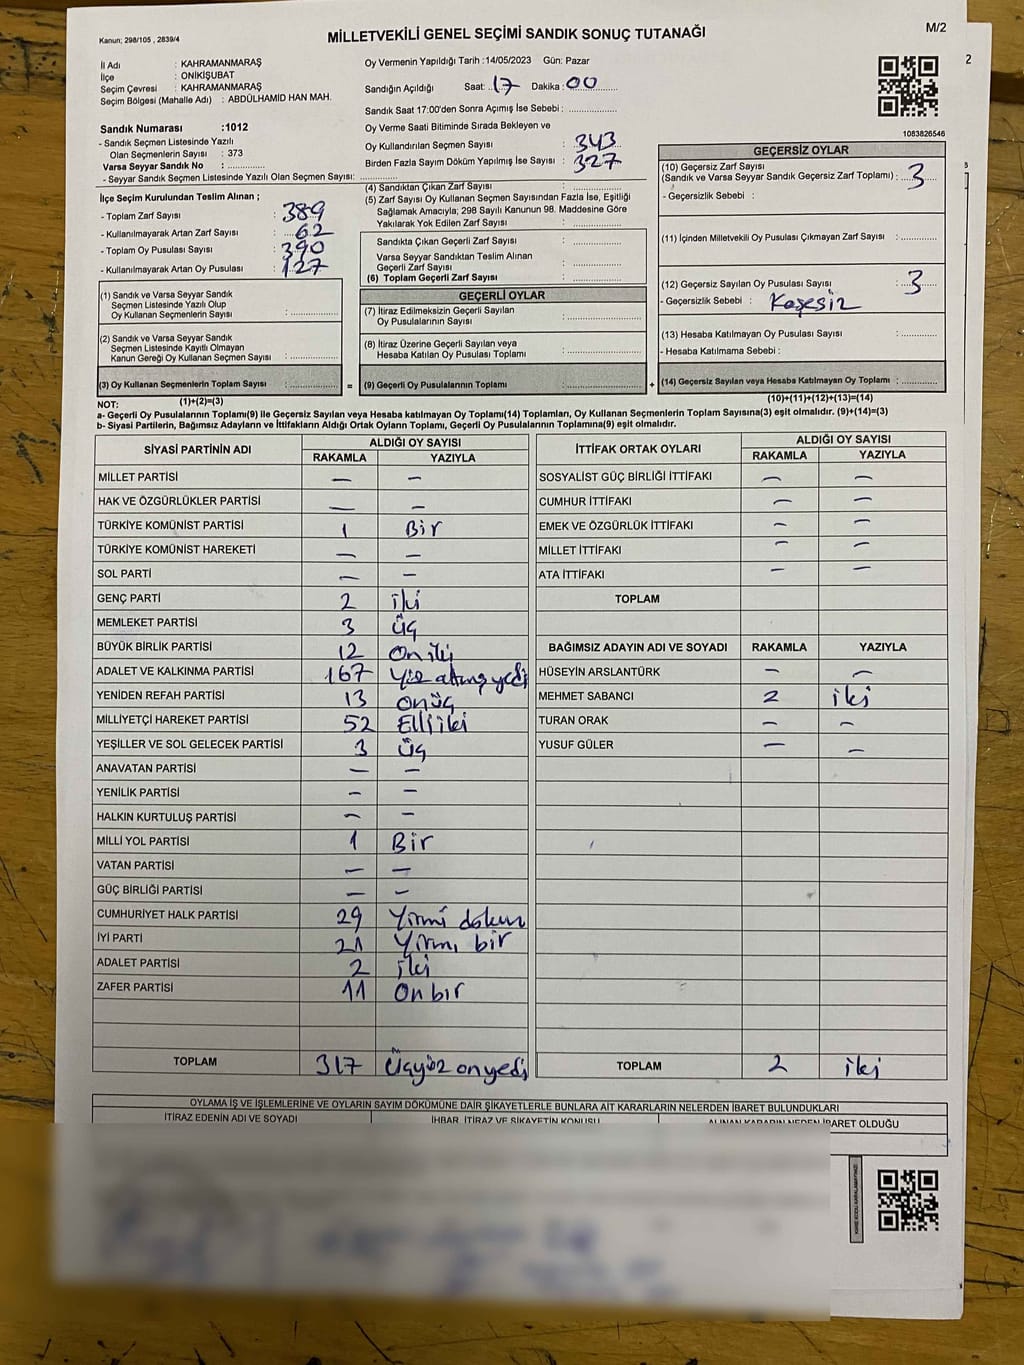 Kanun; 298/105 , 2839/4
MİLLETVEKİLİ GENEL SEÇİMİ SANDIK SONUÇ TUTANAĞI
M/2
2
İl Adı : KAHRAMANMARAŞ
İlçe : ONİKİŞUBAT
Seçim Çevresi : KAHRAMANMARAŞ
Seçim Bölgesi (Mahalle Adı) : ABDÜLHAMİD HAN MAH.
Sandık Numarası :1012
- Sandık Seçmen Listesinde Yazılı
Olan Seçmenlerin Sayısı : 373
Varsa Seyyar Sandık No : ..............
- Seyyar Sandık Seçmen Listesinde Yazılı Olan Seçmen Sayısı: ..............
Oy Vermenin Yapıldığı Tarih :14/05/2023 Gün: Pazar
Sandığın Açıldığı Saat: 17 Dakika: 00
Sandık Saat 17:00'den Sonra Açımış İse Sebebi : ..............
Oy Verme Saati Bitiminde Sırada Bekleyen ve
Oy Kullandırılan Seçmen Sayısı : 343
Birden Fazla Sayım Döküm Yapılmış İse Sayısı : 327
1083826546
İlçe Seçim Kurulundan Teslim Alınan ;
- Toplam Zarf Sayısı : 389
- Kullanılmayarak Artan Zarf Sayısı : 62
- Toplam Oy Pusulası Sayısı : 390
- Kullanılmayarak Artan Oy Pusulası : 127
(1) Sandık ve Varsa Seyyar Sandık
Seçmen Listesinde Yazılı Olup
Oy Kullanan Seçmenlerin Sayısı : ..............
(2) Sandık ve Varsa Seyyar Sandık
Seçmen Listesinde Kayıtlı Olmayan
Kanun Gereği Oy Kullanan Seçmen Sayısı : ..............
(3) Oy Kullanan Seçmenlerin Toplam Sayısı : ..............
(1)+(2)=(3)
(4) Sandıktan Çıkan Zarf Sayısı : ..............
(5) Zarf Sayısı Oy Kullanan Seçmen Sayısından Fazla İse, Eşitliği
Sağlamak Amacıyla; 298 Sayılı Kanunun 98. Maddesine Göre
Yakılarak Yok Edilen Zarf Sayısı : ..............
Sandıkta Çıkan Geçerli Zarf Sayısı : ..............
Varsa Seyyar Sandıktan Teslim Alınan
Geçerli Zarf Sayısı : ..............
(6) Toplam Geçerli Zarf Sayısı : ..............
GEÇERLİ OYLAR
(7) İtiraz Edilmeksizin Geçerli Sayılan
Oy Pusulalarının Sayısı : ..............
(8) İtiraz Üzerine Geçerli Sayılan veya
Hesaba Katılan Oy Pusulası Toplamı : ..............
= (9) Geçerli Oy Pusulalarının Toplamı : ..............
GEÇERSİZ OYLAR
(10) Geçersiz Zarf Sayısı
(Sandık ve Varsa Seyyar Sandık Geçersiz Zarf Toplamı) : 3
- Geçersizlik Sebebi :
(11) İçinden Milletvekili Oy Pusulası Çıkmayan Zarf Sayısı : ..............
(12) Geçersiz Sayılan Oy Pusulası Sayısı : 3
- Geçersizlik Sebebi : Kaşesiz
(13) Hesaba Katılmayan Oy Pusulası Sayısı : ..............
- Hesaba Katılmama Sebebi :
+ (14) Geçersiz Sayılan veya Hesaba Katılmayan Oy Toplamı : ..............
(10)+(11)+(12)+(13)=(14)
NOT:
a- Geçerli Oy Pusulalarının Toplamı(9) ile Geçersiz Sayılan veya Hesaba katılmayan Oy Toplamı(14) Toplamları, Oy Kullanan Seçmenlerin Toplam Sayısına(3) eşit olmalıdır. (9)+(14)=(3)
b- Siyasi Partilerin, Bağımsız Adayların ve İttifakların Aldığı Ortak Oyların Toplamı, Geçerli Oy Pusulalarının Toplamına(9) eşit olmalıdır.
SİYASİ PARTİNİN ADI ALDIĞI OY SAYISI
RAKAMLA YAZIYLA
MİLLET PARTİSİ — —
HAK VE ÖZGÜRLÜKLER PARTİSİ — —
TÜRKİYE KOMÜNİST PARTİSİ 1 Bir
TÜRKİYE KOMÜNİST HAREKETİ — —
SOL PARTİ — —
GENÇ PARTİ 2 iki
MEMLEKET PARTİSİ 3 üç
BÜYÜK BİRLİK PARTİSİ 12 on iki
ADALET VE KALKINMA PARTİSİ 167 Yüz altmış yedi
YENİDEN REFAH PARTİSİ 13 onüç
MİLLİYETÇİ HAREKET PARTİSİ 52 Elli iki
YEŞİLLER VE SOL GELECEK PARTİSİ 3 üç
ANAVATAN PARTİSİ — —
YENİLİK PARTİSİ — —
HALKIN KURTULUŞ PARTİSİ — —
MİLLİ YOL PARTİSİ 1 Bir
VATAN PARTİSİ — —
GÜÇ BİRLİĞİ PARTİSİ — —
CUMHURİYET HALK PARTİSİ 29 Yirmi dokuz
İYİ PARTİ 21 Yirmi bir
ADALET PARTİSİ 2 iki
ZAFER PARTİSİ 11 On bir
TOPLAM 317 Üçyüz onyedi
İTTİFAK ORTAK OYLARI ALDIĞI OY SAYISI
RAKAMLA YAZIYLA
SOSYALİST GÜÇ BİRLİĞİ İTTİFAKI — —
CUMHUR İTTİFAKI — —
EMEK VE ÖZGÜRLÜK İTTİFAKI — —
MİLLET İTTİFAKI — —
ATA İTTİFAKI — —
TOPLAM
BAĞIMSIZ ADAYIN ADI VE SOYADI RAKAMLA YAZIYLA
HÜSEYİN ARSLANTÜRK — —
MEHMET SABANCI 2 iki
TURAN ORAK — —
YUSUF GÜLER — —
TOPLAM 2 iki
OYLAMA İŞ VE İŞLEMLERİNE VE OYLARIN SAYIM DÖKÜMÜNE DAİR ŞİKAYETLERLE BUNLARA AİT KARARLARIN NELERDEN İBARET BULUNDUKLARI
İTİRAZ EDENİN ADI VE SOYADI İHBAR, İTİRAZ VE ŞİKAYETİN KONUSU ALINAN KARARIN NEDEN İBARET OLDUĞU